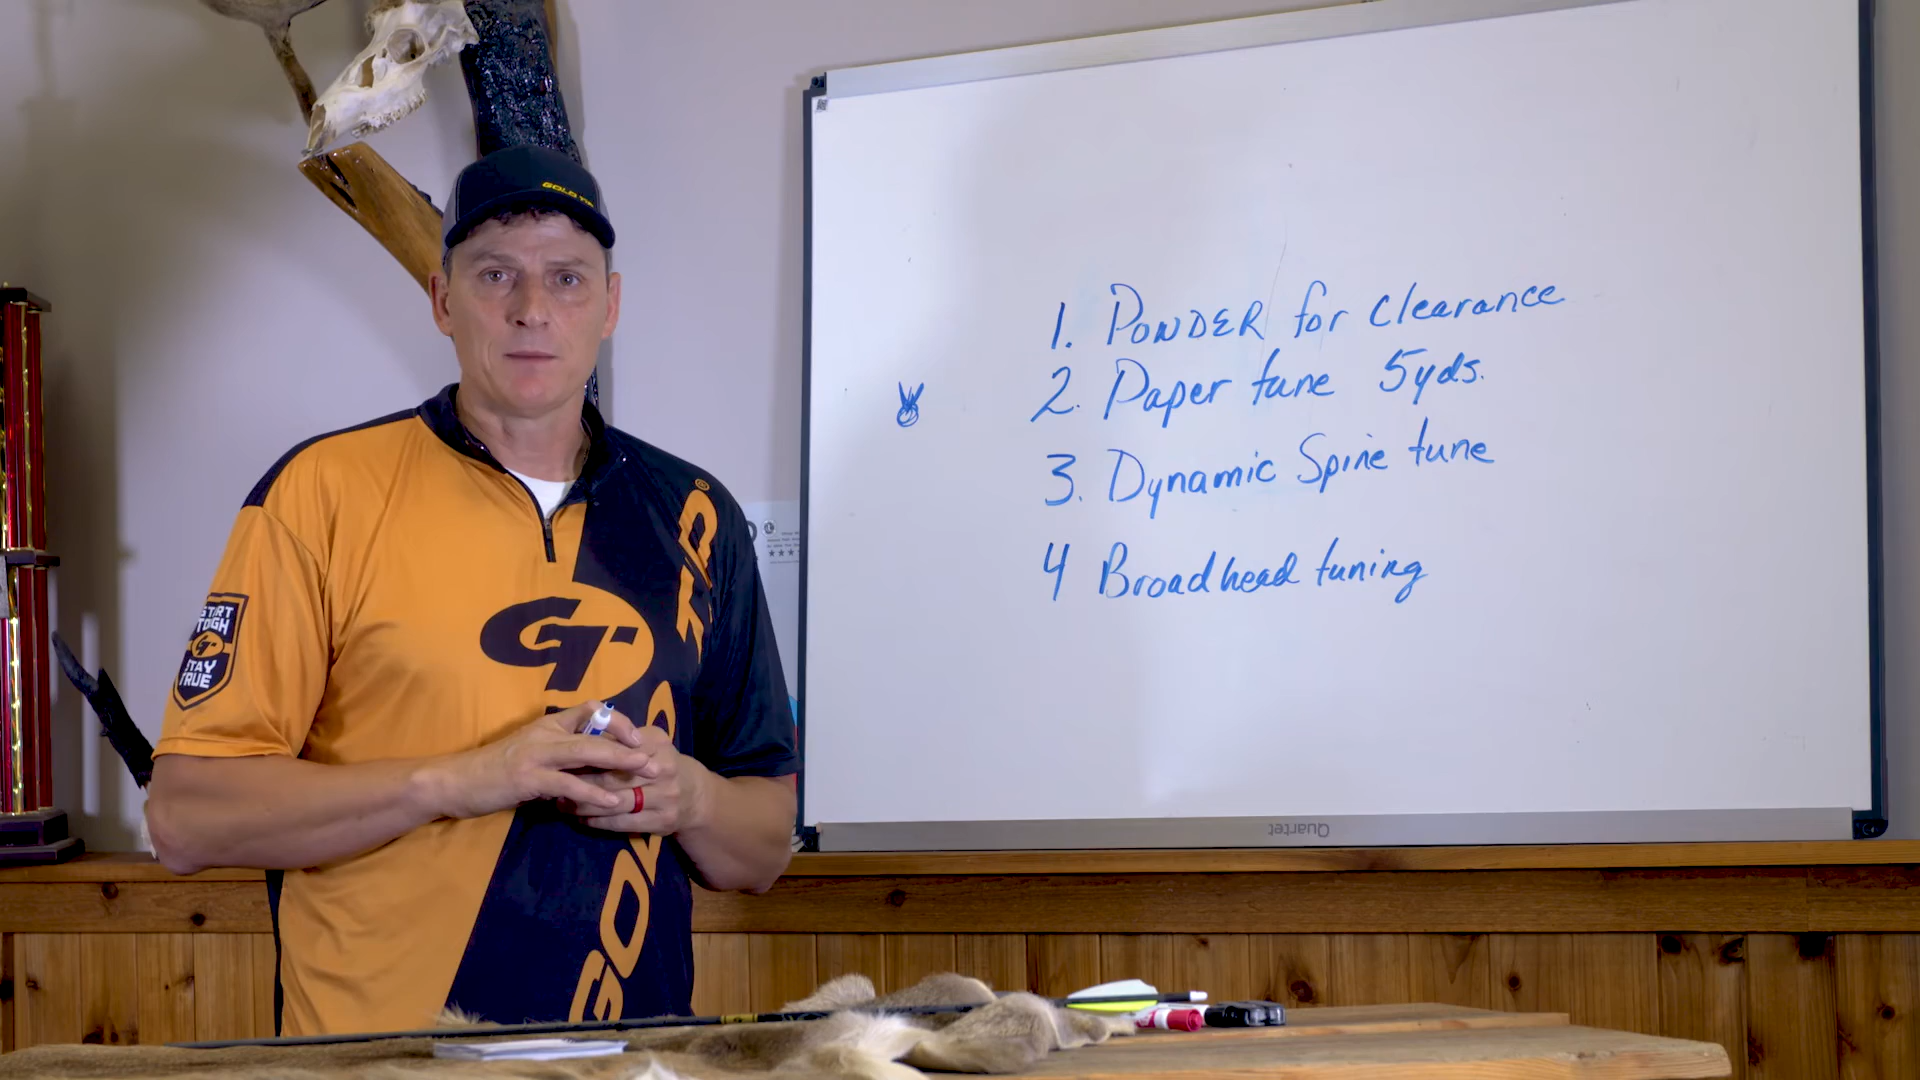 GOLD TIP
1. POWDER for clearance
2. Paper tune 5yds.
3. Dynamic Spine tune
4 Broadhead tuning
START
TOUGH
GT
STAY
TRUE
GT
GOLD
Quartet